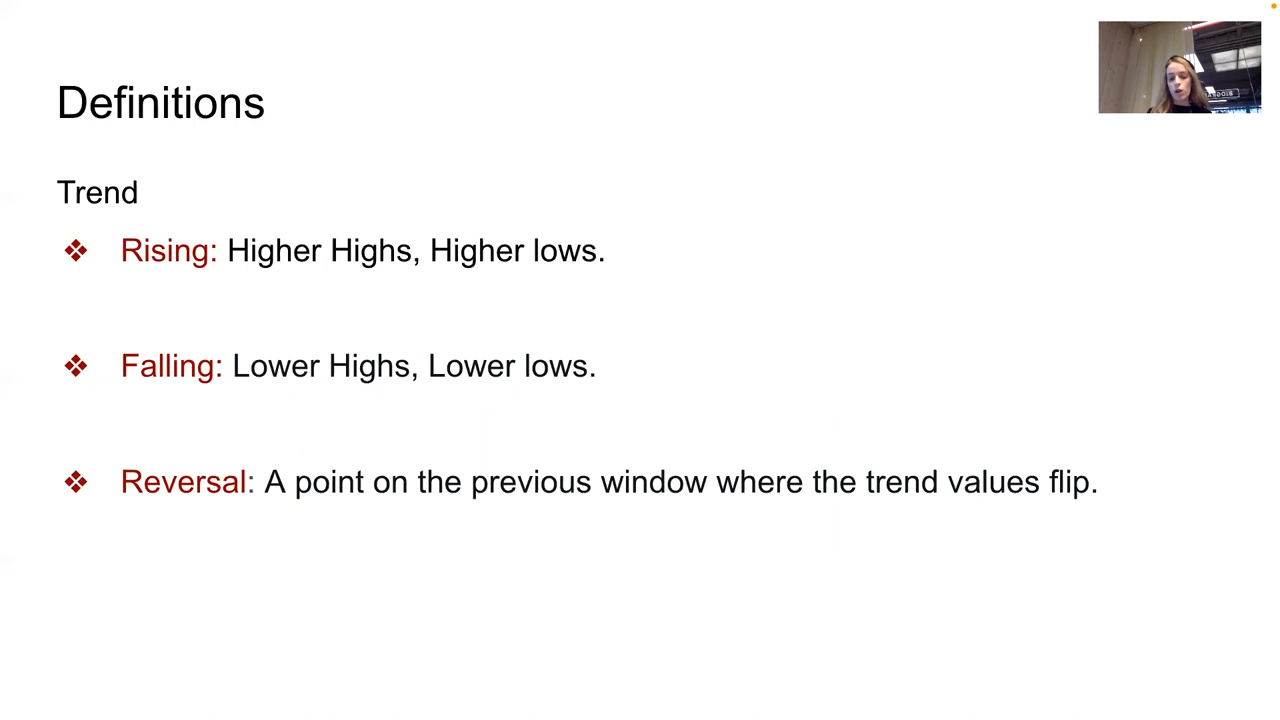 Definitions
Trend
❖ Rising: Higher Highs, Higher lows.
❖ Falling: Lower Highs, Lower lows.
❖ Reversal: A point on the previous window where the trend values flip.